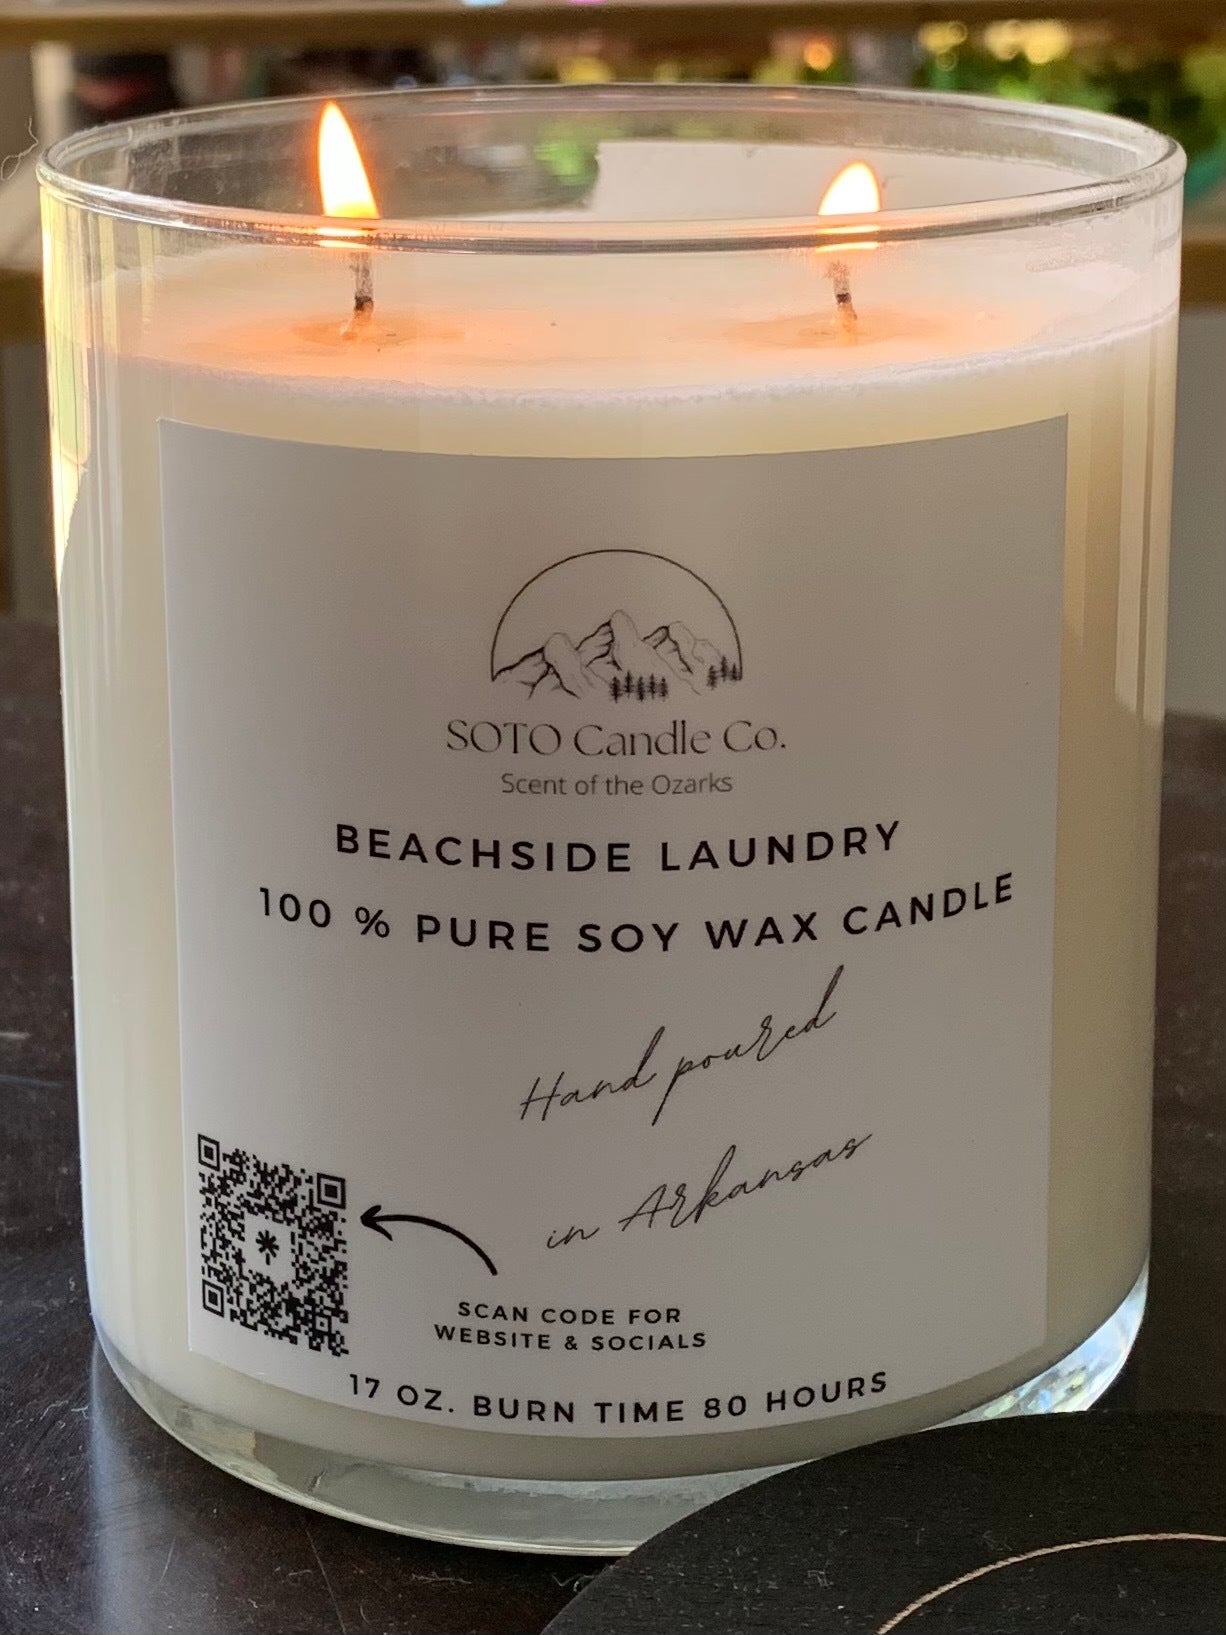 SOTO Candle Co.
Scent of the Ozarks
BEACHSIDE LAUNDRY
100 % PURE SOY WAX CANDLE
Hand poured
in Arkansas
SCAN CODE FOR
WEBSITE & SOCIALS
17 OZ. BURN TIME 80 HOURS